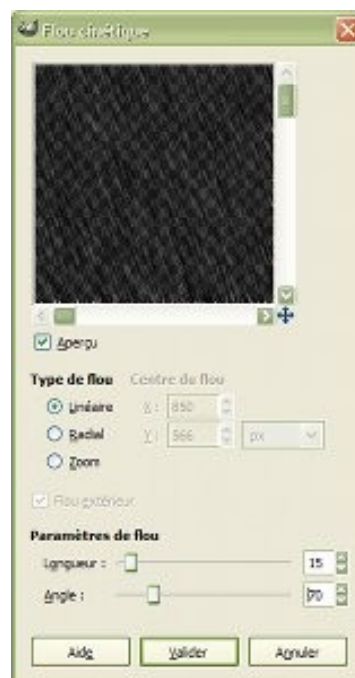 Flou cinétique
Aperçu
Type de flou Centre du flou
Linéaire X : 850
Radial Y : 566 px
Zoom
Flou extérieur
Paramètres de flou
Longueur : 15
Angle : 70
Aide Valider Annuler